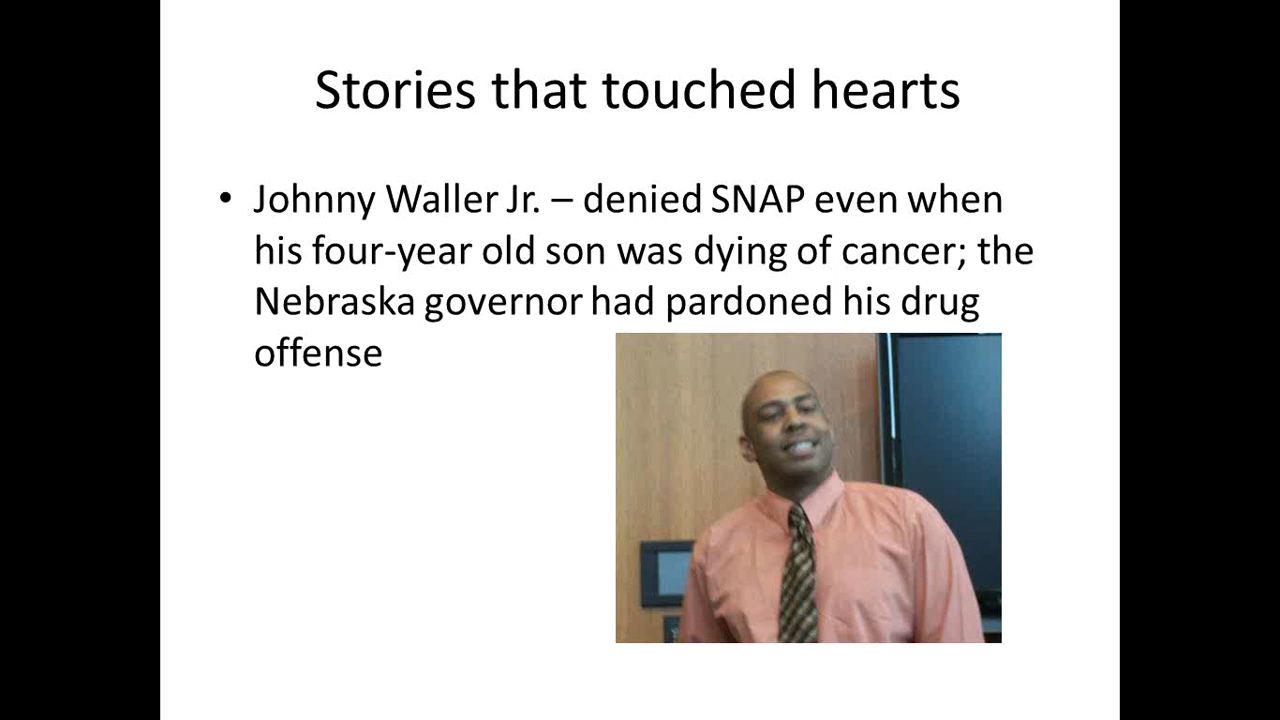 Stories that touched hearts
• Johnny Waller Jr. – denied SNAP even when
his four-year old son was dying of cancer; the
Nebraska governor had pardoned his drug
offense